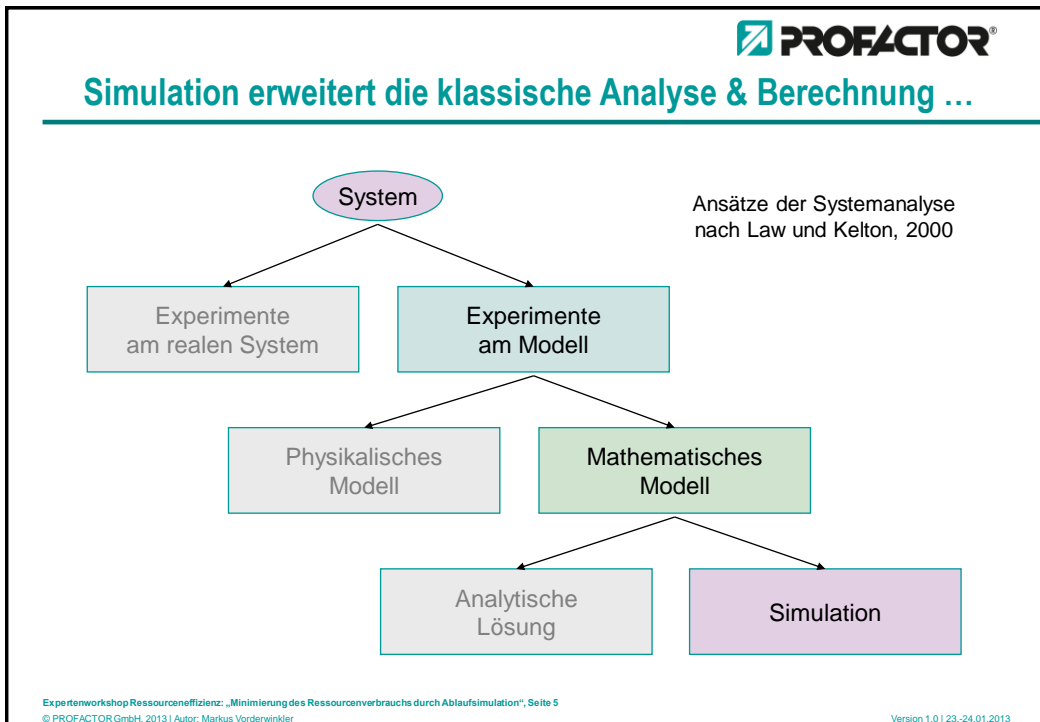 PROFACTOR®
Simulation erweitert die klassische Analyse & Berechnung …
System
Ansätze der Systemanalyse
nach Law und Kelton, 2000
Experimente
am realen System
Experimente
am Modell
Physikalisches
Modell
Mathematisches
Modell
Analytische
Lösung
Simulation
Expertenworkshop Ressourceneffizienz: „Minimierung des Ressourcenverbrauchs durch Ablaufsimulation“, Seite 5
© PROFACTOR GmbH, 2013 | Autor: Markus Vorderwinkler
Version 1.0 | 23.-24.01.2013